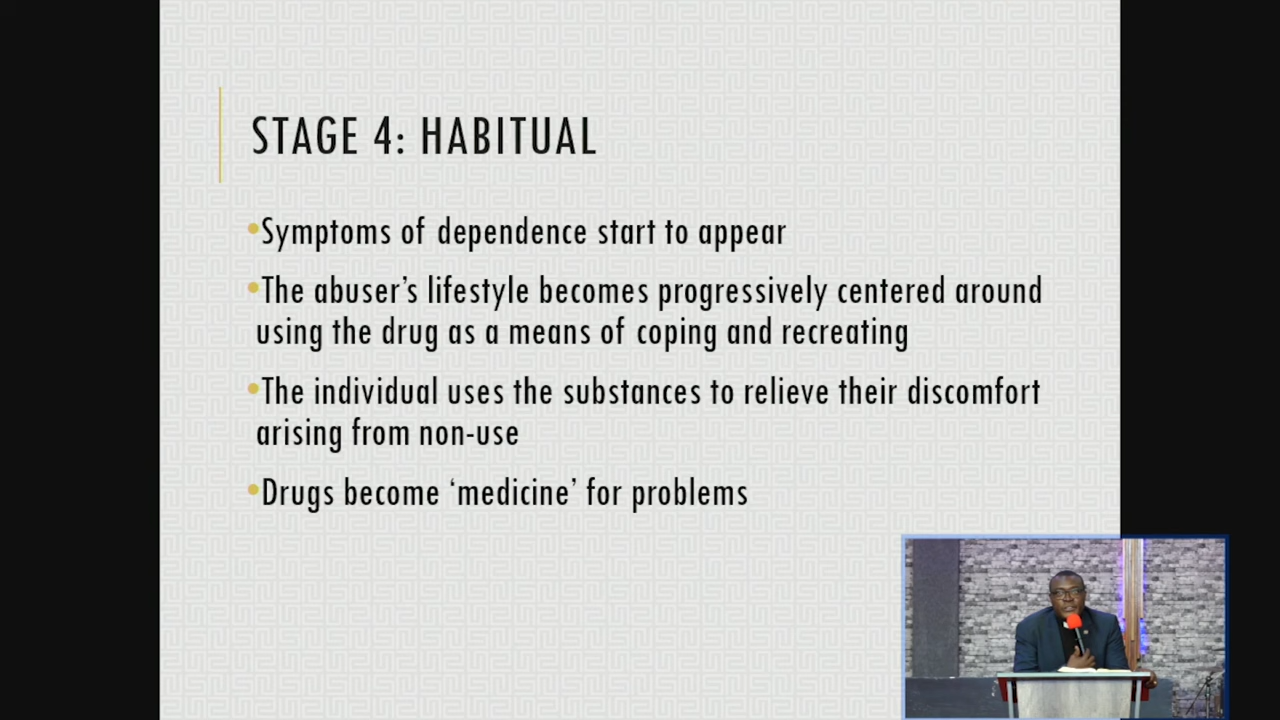 STAGE 4: HABITUAL
•Symptoms of dependence start to appear
•The abuser’s lifestyle becomes progressively centered around
using the drug as a means of coping and recreating
•The individual uses the substances to relieve their discomfort
arising from non-use
•Drugs become ‘medicine’ for problems